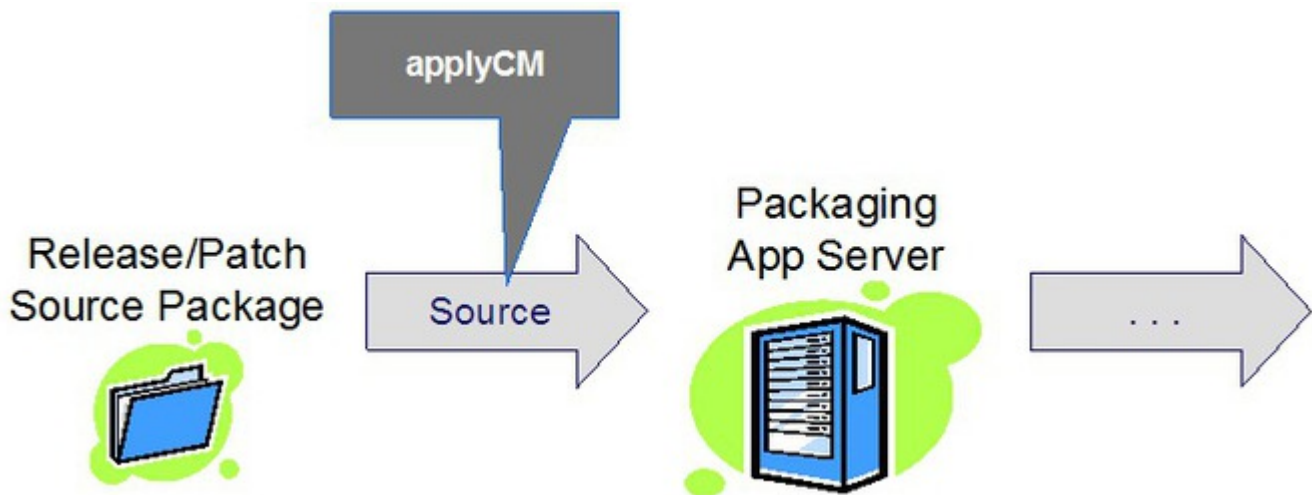 applyCM
Release/Patch
Source Package
Source
Packaging
App Server
. . .